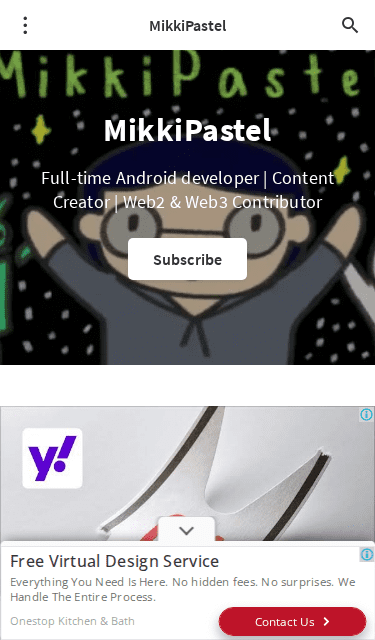 MikkiPastel
MikkiPaste
MikkiPastel
Full-time Android developer | Content
Creator | Web2 & Web3 Contributor
Subscribe
y!
Free Virtual Design Service
Everything You Need Is Here. No hidden fees. No surprises. We
Handle The Entire Process.
Onestop Kitchen & Bath
Contact Us